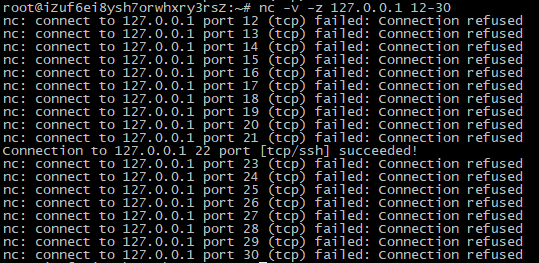 root@iZuf6ei8ysh7orwhxry3rsZ:~# nc -v -z 127.0.0.1 12-30
nc: connect to 127.0.0.1 port 12 (tcp) failed: Connection refused
nc: connect to 127.0.0.1 port 13 (tcp) failed: Connection refused
nc: connect to 127.0.0.1 port 14 (tcp) failed: Connection refused
nc: connect to 127.0.0.1 port 15 (tcp) failed: Connection refused
nc: connect to 127.0.0.1 port 16 (tcp) failed: Connection refused
nc: connect to 127.0.0.1 port 17 (tcp) failed: Connection refused
nc: connect to 127.0.0.1 port 18 (tcp) failed: Connection refused
nc: connect to 127.0.0.1 port 19 (tcp) failed: Connection refused
nc: connect to 127.0.0.1 port 20 (tcp) failed: Connection refused
nc: connect to 127.0.0.1 port 21 (tcp) failed: Connection refused
Connection to 127.0.0.1 22 port [tcp/ssh] succeeded!
nc: connect to 127.0.0.1 port 23 (tcp) failed: Connection refused
nc: connect to 127.0.0.1 port 24 (tcp) failed: Connection refused
nc: connect to 127.0.0.1 port 25 (tcp) failed: Connection refused
nc: connect to 127.0.0.1 port 26 (tcp) failed: Connection refused
nc: connect to 127.0.0.1 port 27 (tcp) failed: Connection refused
nc: connect to 127.0.0.1 port 28 (tcp) failed: Connection refused
nc: connect to 127.0.0.1 port 29 (tcp) failed: Connection refused
nc: connect to 127.0.0.1 port 30 (tcp) failed: Connection refused